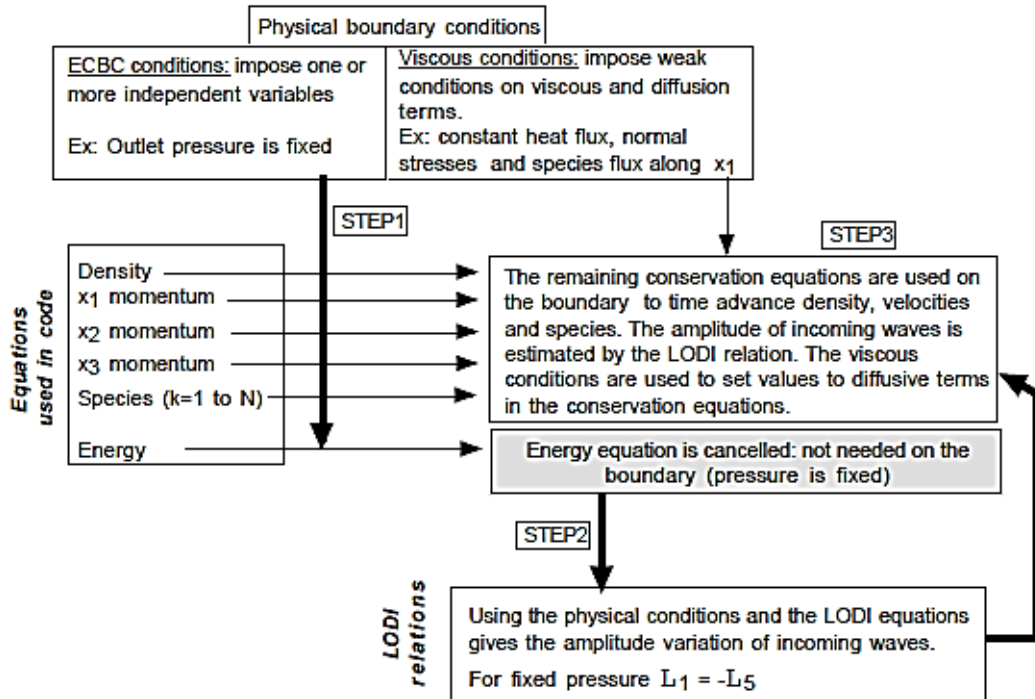 Physical boundary conditions
ECBC conditions: impose one or
more independent variables
Ex: Outlet pressure is fixed
Viscous conditions: impose weak
conditions on viscous and diffusion
terms.
Ex: constant heat flux, normal
stresses and species flux along x1
STEP1
STEP3
Equations
used in code
Density
x1 momentum
x2 momentum
x3 momentum
Species (k=1 to N)
Energy
The remaining conservation equations are used on
the boundary to time advance density, velocities
and species. The amplitude of incoming waves is
estimated by the LODI relation. The viscous
conditions are used to set values to diffusive terms
in the conservation equations.
Energy equation is cancelled: not needed on the
boundary (pressure is fixed)
STEP2
LODI
relations
Using the physical conditions and the LODI equations
gives the amplitude variation of incoming waves.
For fixed pressure L1 = -L5